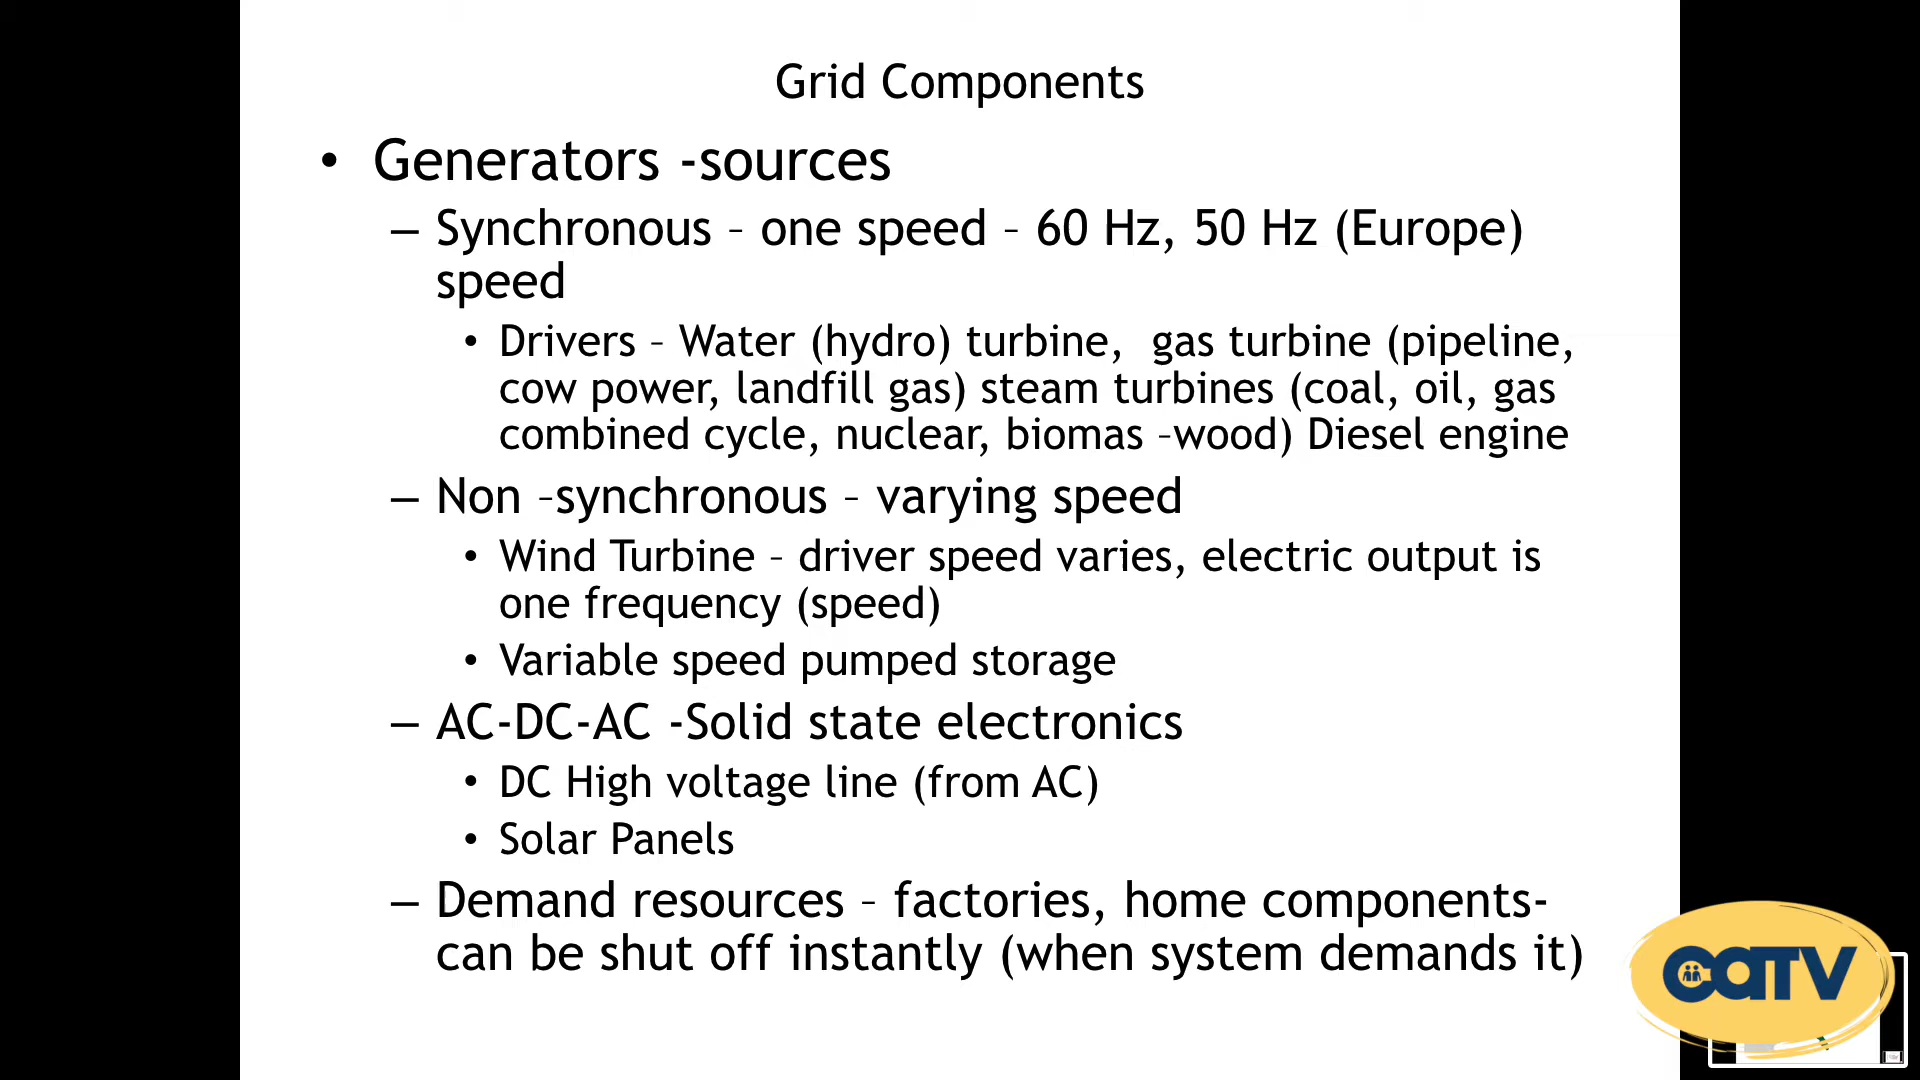 Grid Components
• Generators -sources
– Synchronous – one speed – 60 Hz, 50 Hz (Europe)
speed
• Drivers – Water (hydro) turbine,  gas turbine (pipeline,
cow power, landfill gas) steam turbines (coal, oil, gas
combined cycle, nuclear, biomas –wood) Diesel engine
– Non –synchronous – varying speed
• Wind Turbine – driver speed varies, electric output is
one frequency (speed)
• Variable speed pumped storage
– AC-DC-AC -Solid state electronics
• DC High voltage line (from AC)
• Solar Panels
– Demand resources – factories, home components-
can be shut off instantly (when system demands it)
CATV